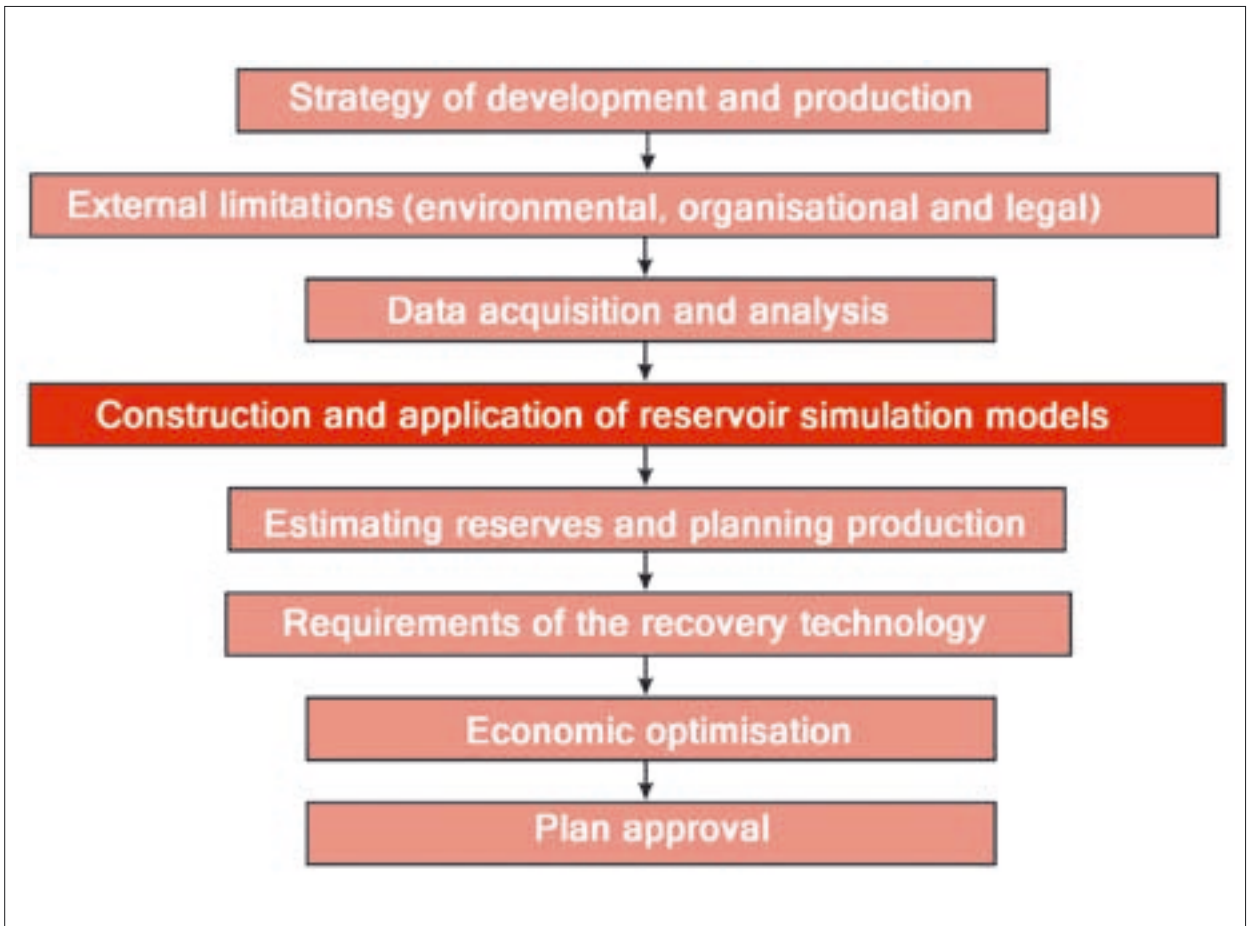 Strategy of development and production
External limitations (environmental, organisational and legal)
Data acquisition and analysis
Construction and application of reservoir simulation models
Estimating reserves and planning production
Requirements of the recovery technology
Economic optimisation
Plan approval